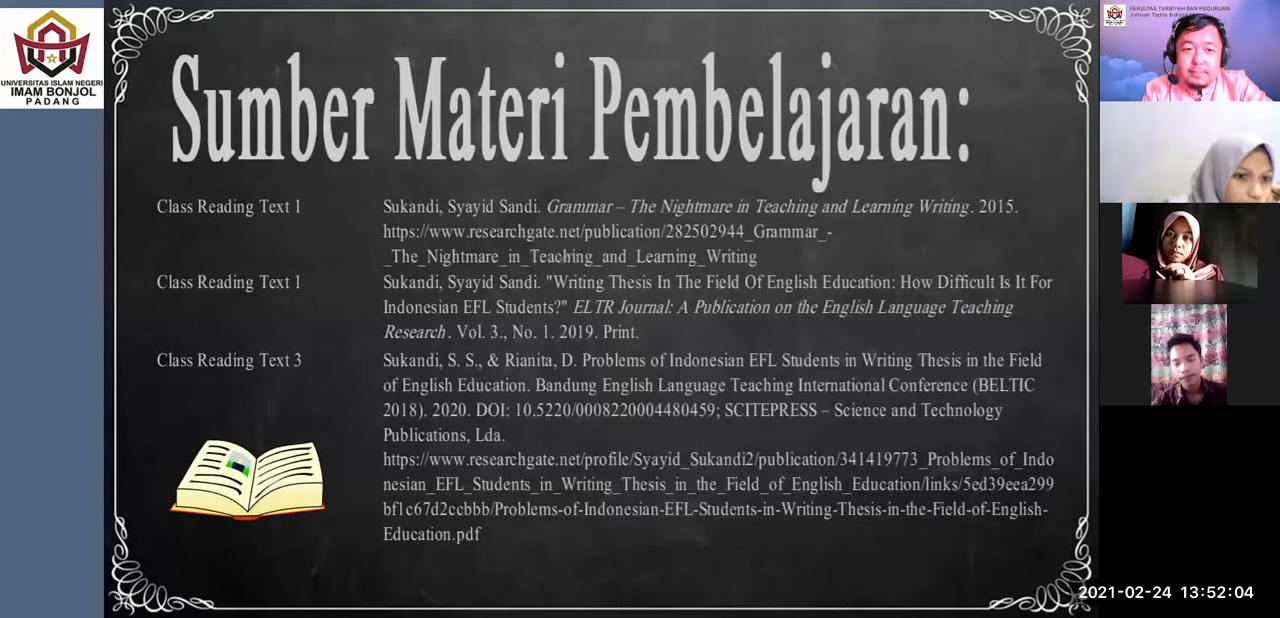 UNIVERSITAS ISLAM NEGERI
IMAM BONJOL
PADANG
Sumber Materi Pembelajaran:
Class Reading Text 1
Sukandi, Syayid Sandi. Grammar – The Nightmare in Teaching and Learning Writing. 2015.
https://www.researchgate.net/publication/282502944_Grammar_-
_The_Nightmare_in_Teaching_and_Learning_Writing
Class Reading Text 1
Sukandi, Syayid Sandi. "Writing Thesis In The Field Of English Education: How Difficult Is It For
Indonesian EFL Students?" ELTR Journal: A Publication on the English Language Teaching
Research. Vol. 3., No. 1. 2019. Print.
Class Reading Text 3
Sukandi, S. S., & Rianita, D. Problems of Indonesian EFL Students in Writing Thesis in the Field
of English Education. Bandung English Language Teaching International Conference (BELTIC
2018). 2020. DOI: 10.5220/0008220004480459; SCITEPRESS – Science and Technology
Publications, Lda.
https://www.researchgate.net/profile/Syayid_Sukandi2/publication/341419773_Problems_of_Indo
nesian_EFL_Students_in_Writing_Thesis_in_the_Field_of_English_Education/links/5ed39eea299
bf1c67d2ccbbb/Problems-of-Indonesian-EFL-Students-in-Writing-Thesis-in-the-Field-of-English-
Education.pdf
FAKULTAS TARBIYAH DAN KEGURUAN
Jurusan Tadris Bahasa
2021-02-24 13:52:04